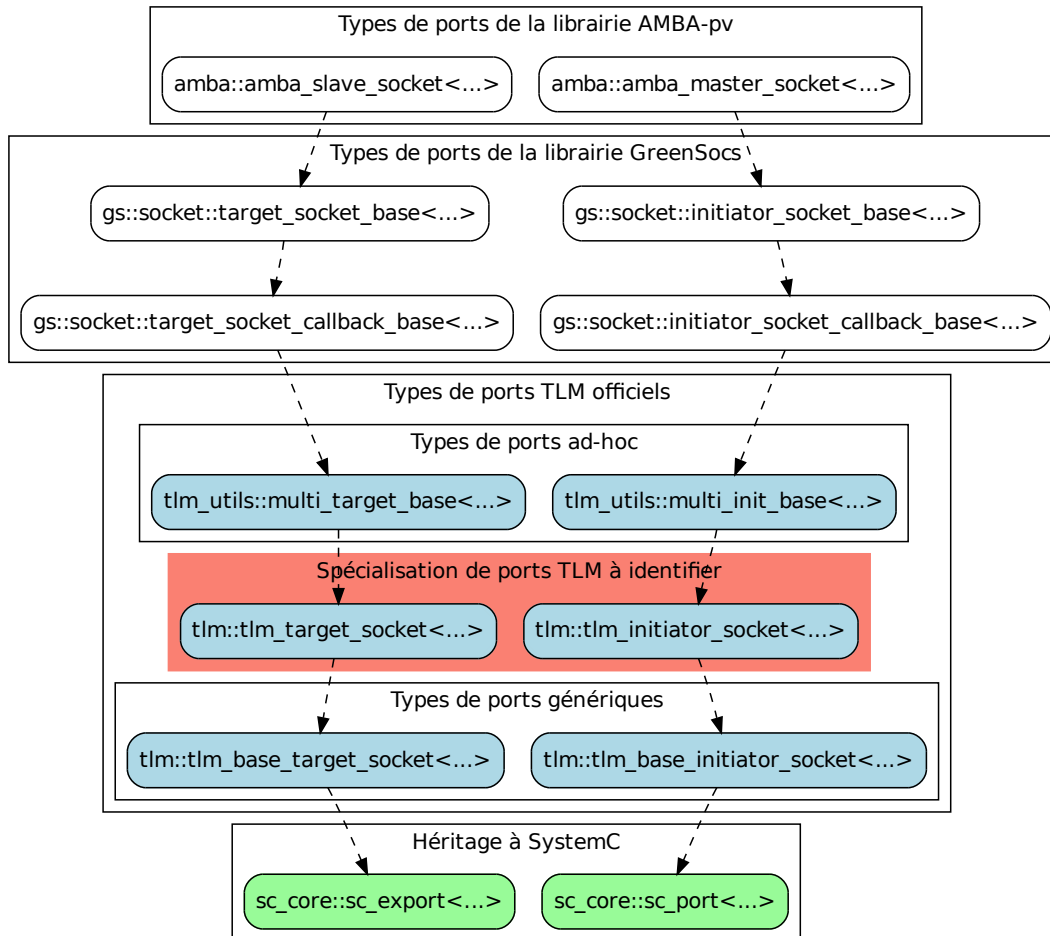 Types de ports de la librairie AMBA-pv
amba::amba_slave_socket<...>
amba::amba_master_socket<...>
Types de ports de la librairie GreenSocs
gs::socket::target_socket_base<...>
gs::socket::initiator_socket_base<...>
gs::socket::target_socket_callback_base<...>
gs::socket::initiator_socket_callback_base<...>
Types de ports TLM officiels
Types de ports ad-hoc
tlm_utils::multi_target_base<...>
tlm_utils::multi_init_base<...>
Spécialisation de ports TLM à identifier
tlm::tlm_target_socket<...>
tlm::tlm_initiator_socket<...>
Types de ports génériques
tlm::tlm_base_target_socket<...>
tlm::tlm_base_initiator_socket<...>
Héritage à SystemC
sc_core::sc_export<...>
sc_core::sc_port<...>